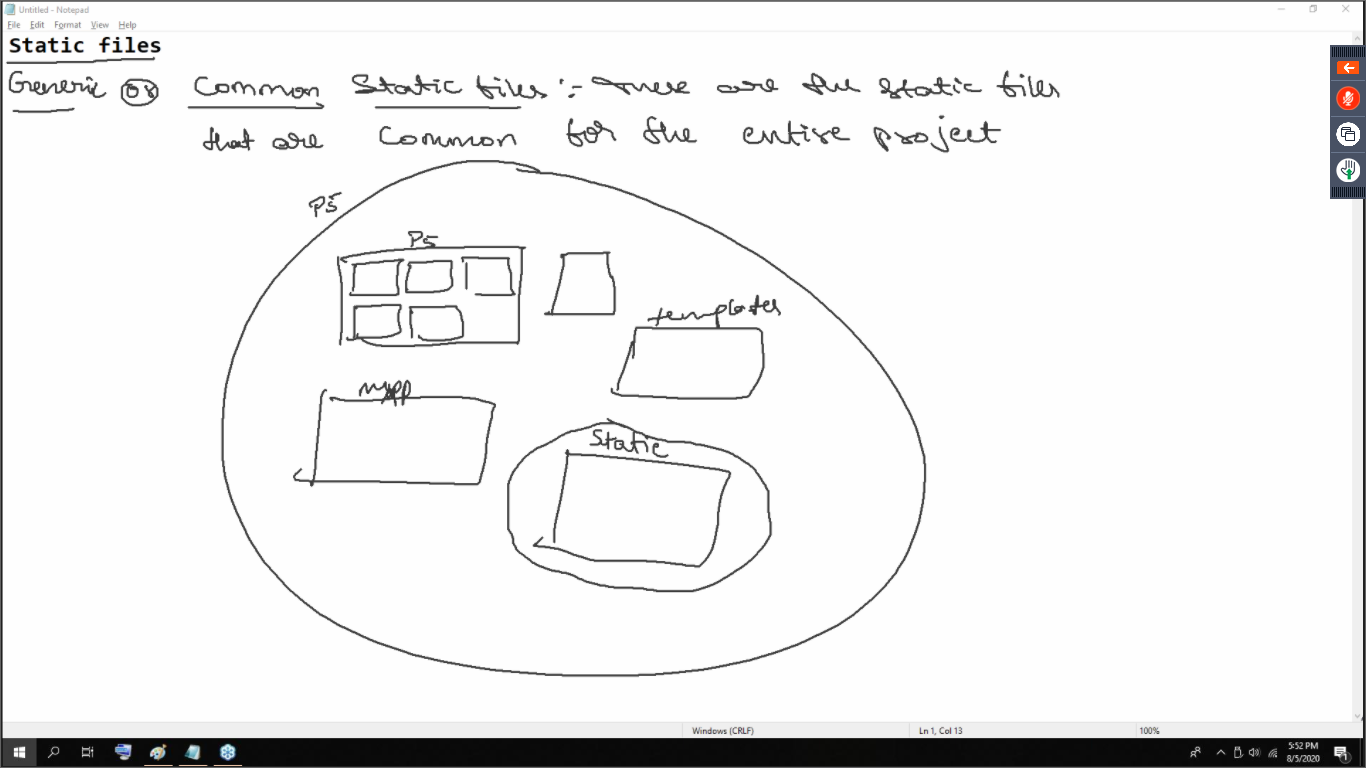 Untitled - Notepad
File Edit Format View Help
Static files
Generic or Common Static files :- These are the static files
that are common for the entire project
P5
P5
templates
myapp
Static
Windows (CRLF) Ln 1, Col 13 100%
5:52 PM
8/5/2020
1